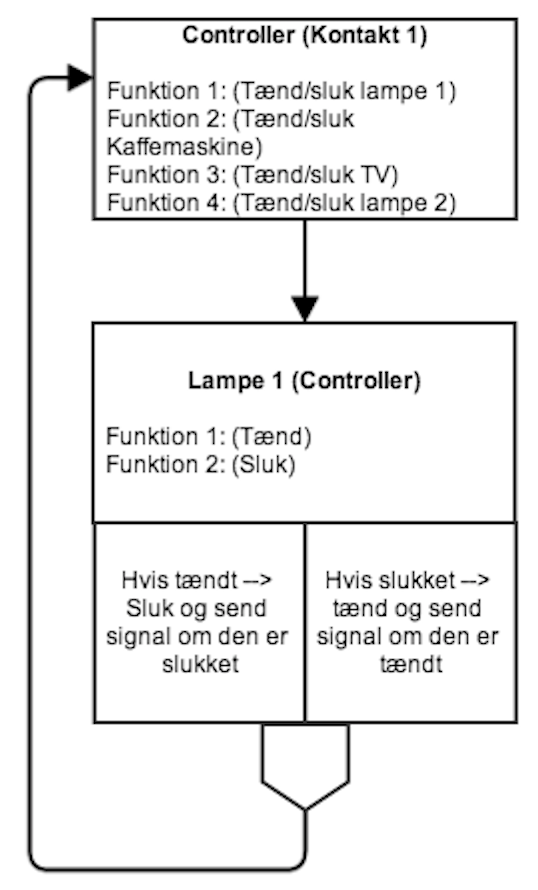 Controller (Kontakt 1)
Funktion 1: (Tænd/sluk lampe 1)
Funktion 2: (Tænd/sluk
Kaffemaskine)
Funktion 3: (Tænd/sluk TV)
Funktion 4: (Tænd/sluk lampe 2)
Lampe 1 (Controller)
Funktion 1: (Tænd)
Funktion 2: (Sluk)
Hvis tændt -->
Sluk og send
signal om den er
slukket
Hvis slukket -->
tænd og send
signal om den er
tændt